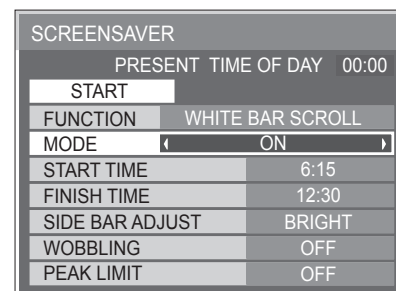 SCREENSAVER
PRESENT TIME OF DAY 00:00
START
FUNCTION WHITE BAR SCROLL
MODE ON
START TIME 6:15
FINISH TIME 12:30
SIDE BAR ADJUST BRIGHT
WOBBLING OFF
PEAK LIMIT OFF